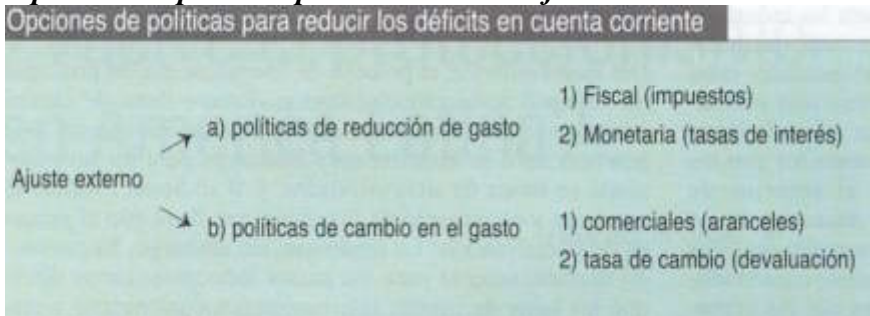 Opciones de políticas para reducir los déficits en cuenta corriente
1) Fiscal (impuestos)
a) políticas de reducción de gasto
2) Monetaria (tasas de interés)
Ajuste externo
b) políticas de cambio en el gasto
1) comerciales (aranceles)
2) tasa de cambio (devaluación)